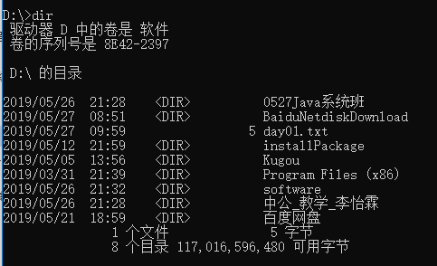 D:\>dir
驱动器 D 中的卷是 软件
卷的序列号是 8E42-2397
D:\ 的目录
2019/05/26 21:28 <DIR> 0527Java系统班
2019/05/27 08:51 <DIR> BaiduNetdiskDownload
2019/05/27 09:59 5 day01.txt
2019/05/12 21:59 <DIR> installPackage
2019/05/05 13:56 <DIR> Kugou
2019/03/31 21:39 <DIR> Program Files (x86)
2019/05/26 21:32 <DIR> software
2019/05/26 21:28 <DIR> 中公_教学_李怡霖
2019/05/21 18:59 <DIR> 百度网盘
1 个文件 5 字节
8 个目录 117,016,596,480 可用字节